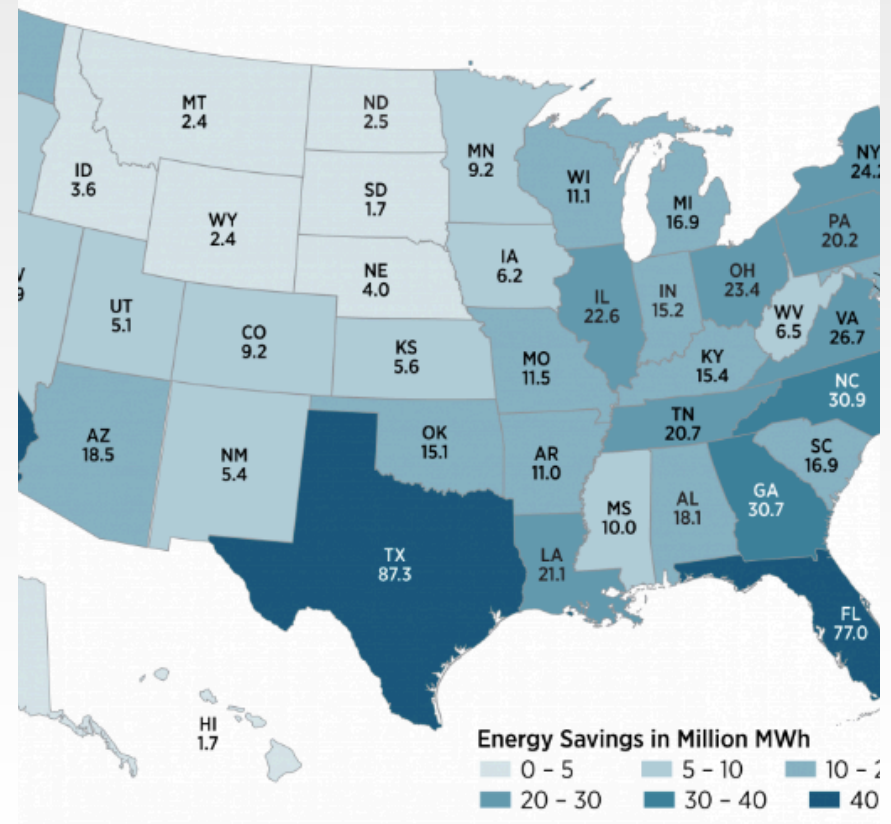 MT
2.4
ND
2.5
MN
9.2
ID
3.6
WY
2.4
SD
1.7
WI
11.1
MI
16.9
NY
24.2
PA
20.2
NE
4.0
IA
6.2
IL
22.6
IN
15.2
OH
23.4
WV
6.5
VA
26.7
9
UT
5.1
CO
9.2
KS
5.6
MO
11.5
KY
15.4
NC
30.9
AZ
18.5
NM
5.4
OK
15.1
AR
11.0
TN
20.7
SC
16.9
MS
10.0
AL
18.1
GA
30.7
TX
87.3
LA
21.1
FL
77.0
HI
1.7
Energy Savings in Million MWh
0 – 5 5 – 10 10 –
20 – 30 30 – 40 40